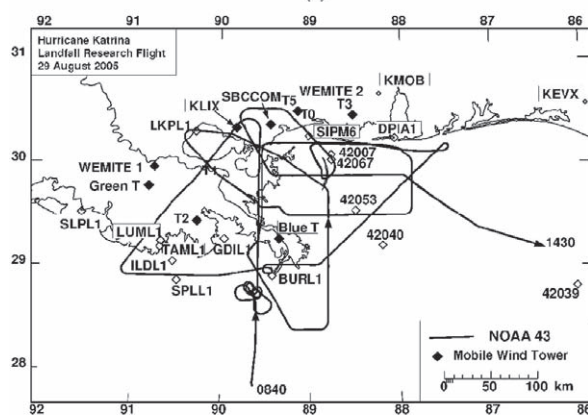 92 91 90 89 88 87 86
Hurricane Katrina
Landfall Research Flight
29 August 2005
31
30
29
28
KMOB
WEMITE 2
SBCCOM
T5
KLIX
T0
T3
KEVX
LKPL1
SIPM6
DPIA1
42007
42067
WEMITE 1
T1
Green T
42053
SLPL1
T2
LUML1
Blue T
1430
TAML1
GDIL1
42040
ILDL1
BURL1
SPLL1
42039
NOAA 43
Mobile Wind Tower
0 50 100
km
0840
92 91 90 89 88 87 86